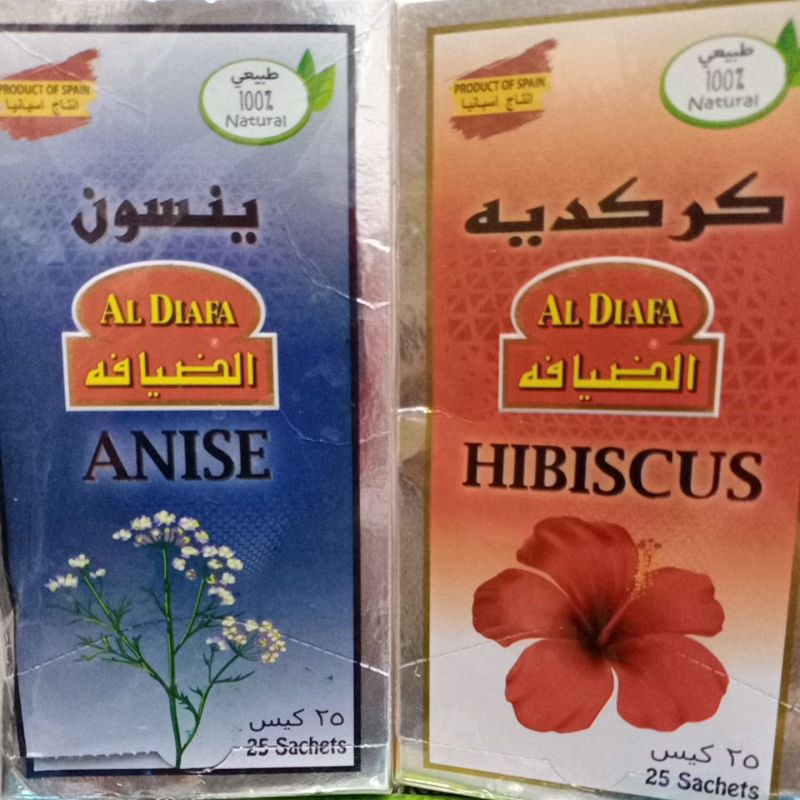 PRODUCT OF SPAIN
انتاج اسبانيا
طبيعي
100%
Natural
ينسون
AL DIAFA
الضيافه
ANISE
٢٥ كيس
25 Sachets
PRODUCT OF SPAIN
انتاج اسبانيا
طبيعي
100%
Natural
كركديه
AL DIAFA
الضيافه
HIBISCUS
٢٥ كيس
25 Sachets